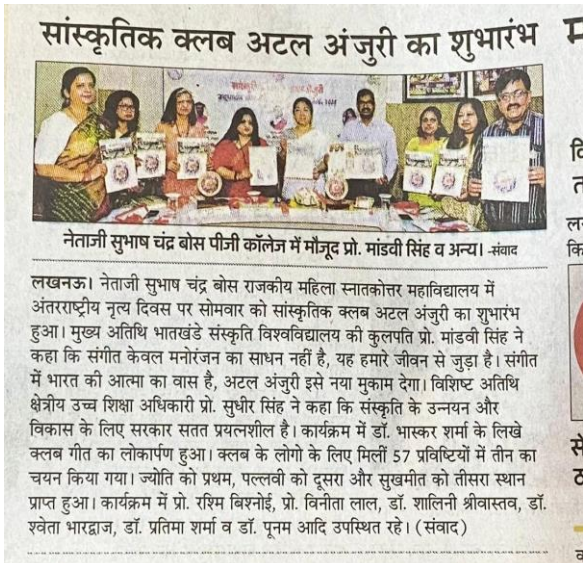 सांस्कृतिक क्लब अटल अंजुरी का शुभारंभ
नेताजी सुभाष चंद्र बोस पीजी कॉलेज में मौजूद प्रो. मांडवी सिंह व अन्य। -संवाद
लखनऊ। नेताजी सुभाष चंद्र बोस राजकीय महिला स्नातकोत्तर महाविद्यालय में
अंतरराष्ट्रीय नृत्य दिवस पर सोमवार को सांस्कृतिक क्लब अटल अंजुरी का शुभारंभ
हुआ। मुख्य अतिथि भातखंडे संस्कृति विश्वविद्यालय की कुलपति प्रो. मांडवी सिंह ने
कहा कि संगीत केवल मनोरंजन का साधन नहीं है, यह हमारे जीवन से जुड़ा है। संगीत
में भारत की आत्मा का वास है, अटल अंजुरी इसे नया मुकाम देगा। विशिष्ट अतिथि
क्षेत्रीय उच्च शिक्षा अधिकारी प्रो. सुधीर सिंह ने कहा कि संस्कृति के उन्नयन और
विकास के लिए सरकार सतत प्रयत्नशील है। कार्यक्रम में डॉ. भास्कर शर्मा के लिखे
क्लब गीत का लोकार्पण हुआ। क्लब के लोगो के लिए मिलीं 57 प्रविष्टियों में तीन का
चयन किया गया। ज्योति को प्रथम, पल्लवी को दूसरा और सुखमीत को तीसरा स्थान
प्राप्त हुआ। कार्यक्रम में प्रो. रश्मि बिश्नोई, प्रो. विनीता लाल, डॉ. शालिनी श्रीवास्तव, डॉ.
श्वेता भारद्वाज, डॉ. प्रतिमा शर्मा व डॉ. पूनम आदि उपस्थित रहे। (संवाद)